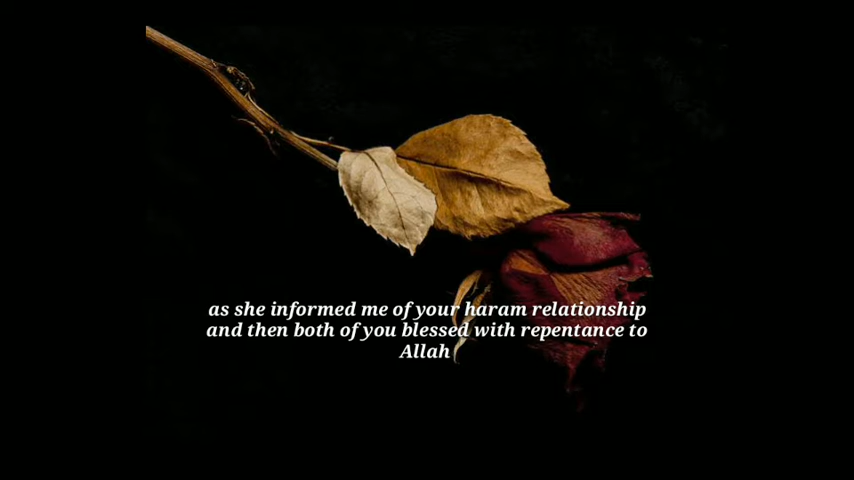 as she informed me of your haram relationship
and then both of you blessed with repentance to
Allah